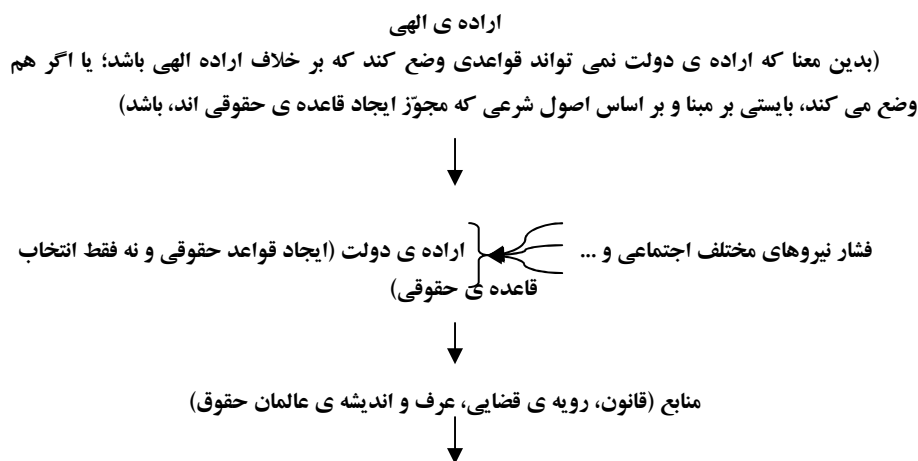 اراده ی الهی
(بدین معنا که اراده ی دولت نمی تواند قواعدی وضع کند که بر خلاف اراده الهی باشد؛ یا اگر هم
وضع می کند، بایستی بر مبنا و بر اساس اصول شرعی که مجوّز ایجاد قاعده ی حقوقی اند، باشد)
فشار نیروهای مختلف اجتماعی و ... اراده ی دولت (ایجاد قواعد حقوقی و نه فقط انتخاب
قاعده ی حقوقی)
منابع (قانون، رویه ی قضایی، عرف و اندیشه ی عالمان حقوق)